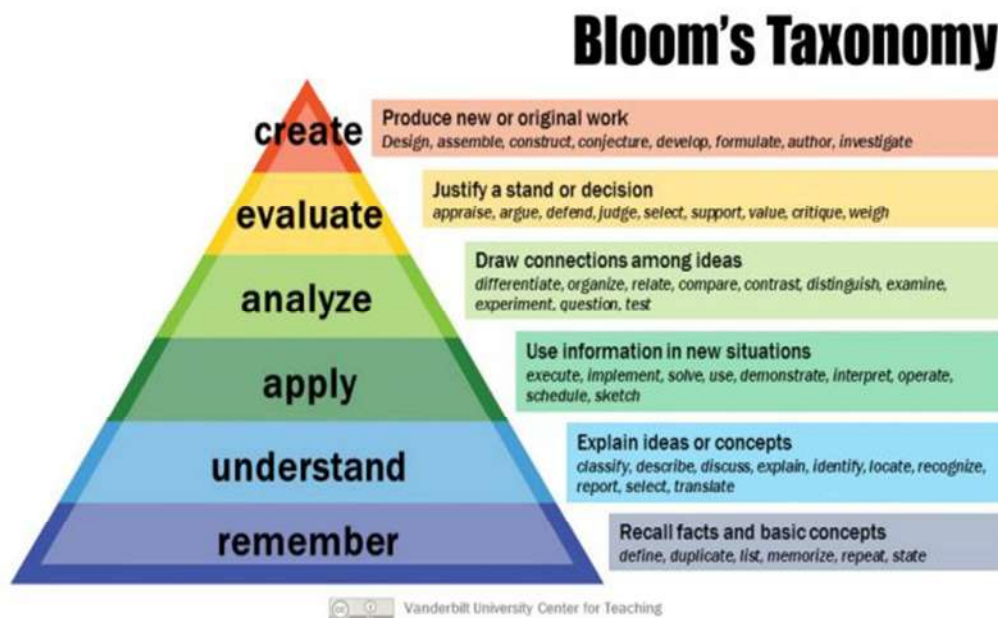 Bloom's Taxonomy
create
Produce new or original work
Design, assemble, construct, conjecture, develop, formulate, author, investigate
evaluate
Justify a stand or decision
appraise, argue, defend, judge, select, support, value, critique, weigh
analyze
Draw connections among ideas
differentiate, organize, relate, compare, contrast, distinguish, examine,
experiment, question, test
apply
Use information in new situations
execute, implement, solve, use, demonstrate, interpret, operate,
schedule, sketch
understand
Explain ideas or concepts
classify, describe, discuss, explain, identify, locate, recognize,
report, select, translate
remember
Recall facts and basic concepts
define, duplicate, list, memorize, repeat, state
cc Vanderbilt University Center for Teaching